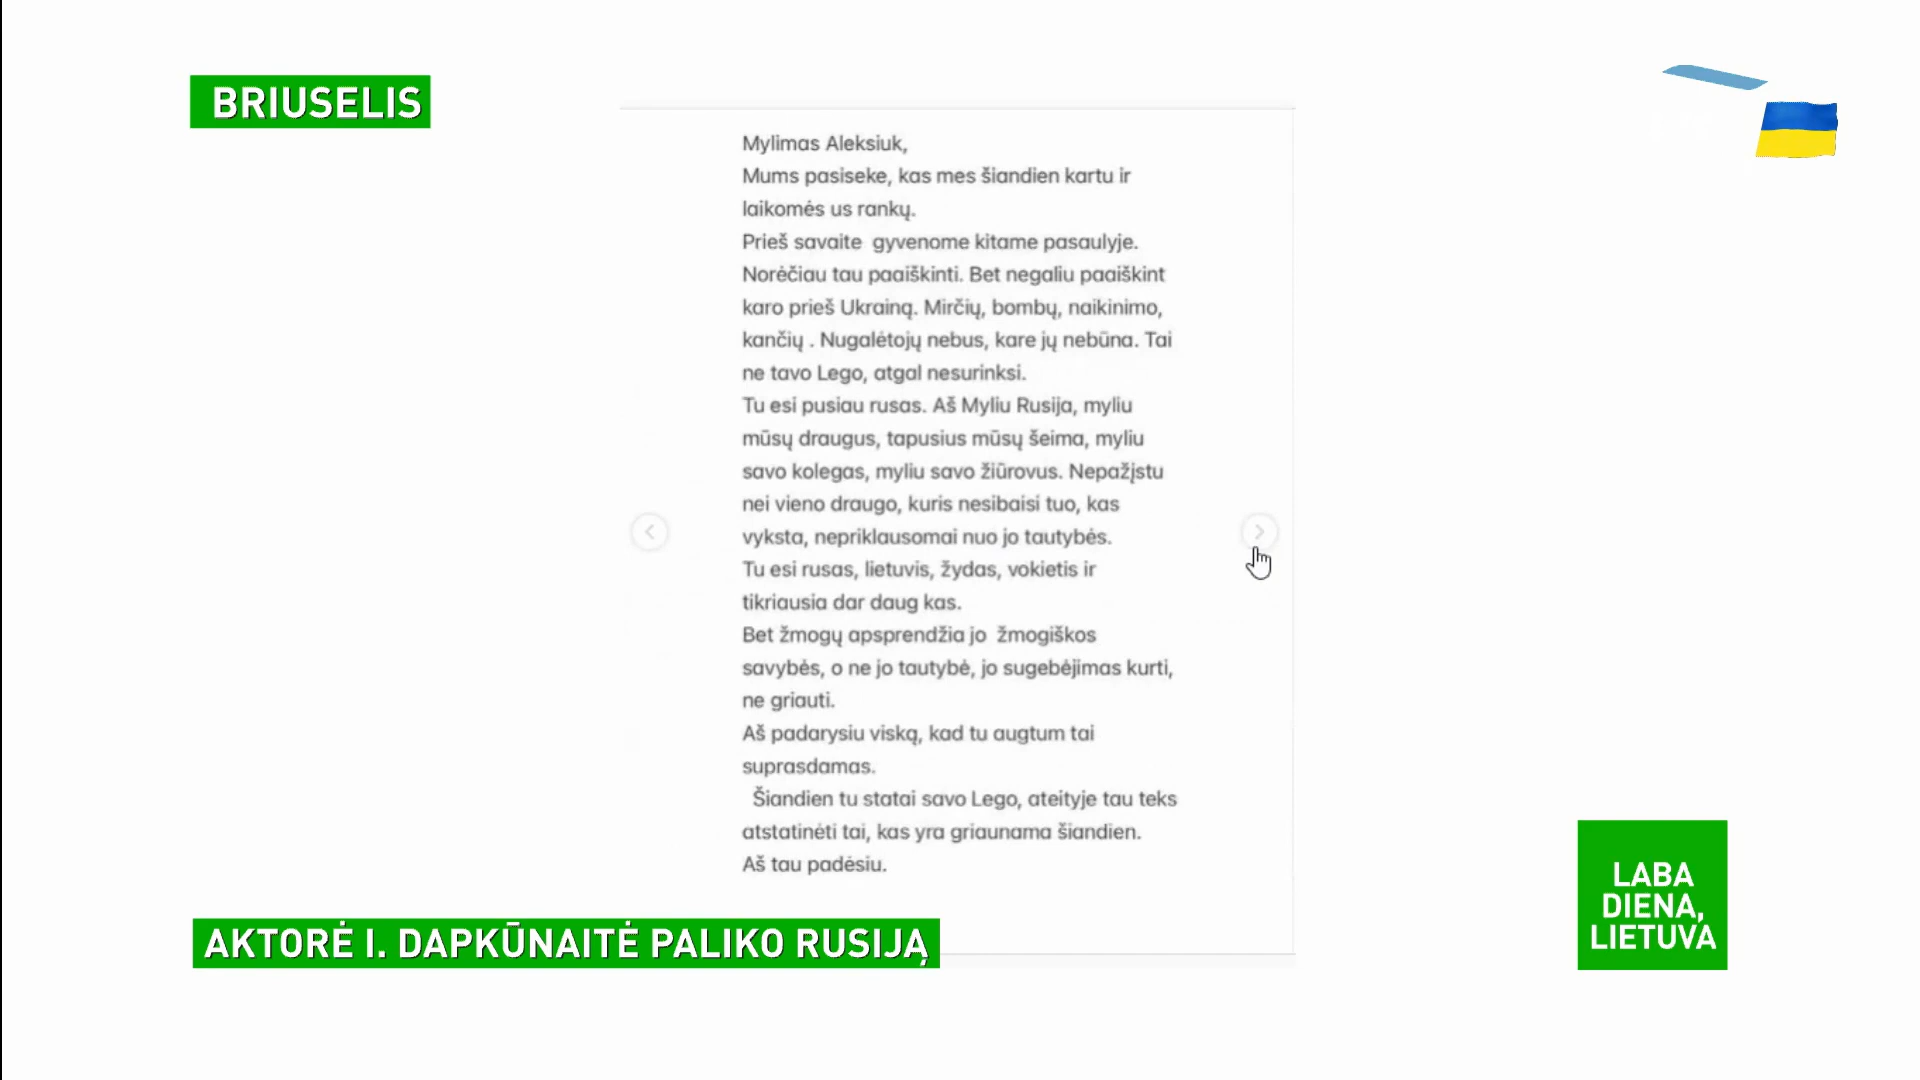 BRIUSELIS
Mylimas Aleksiuk,
Mums pasiseke, kas mes šiandien kartu ir
laikomės us rankų.
Prieš savaite  gyvenome kitame pasaulyje.
Norėčiau tau paaiškinti. Bet negaliu paaiškint
karo prieš Ukrainą. Mirčių, bombų, naikinimo,
kančių . Nugalėtojų nebus, kare jų nebūna. Tai
ne tavo Lego, atgal nesurinksi.
Tu esi pusiau rusas. Aš Myliu Rusija, myliu
mūsų draugus, tapusius mūsų šeima, myliu
savo kolegas, myliu savo žiūrovus. Nepažįstu
nei vieno draugo, kuris nesibaisi tuo, kas
vyksta, nepriklausomai nuo jo tautybės.
Tu esi rusas, lietuvis, žydas, vokietis ir
tikriausia dar daug kas.
Bet žmogų apsprendžia jo  žmogiškos
savybės, o ne jo tautybė, jo sugebėjimas kurti,
ne griauti.
Aš padarysiu viską, kad tu augtum tai
suprasdamas.
Šiandien tu statai savo Lego, ateityje tau teks
atstatinėti tai, kas yra griaunama šiandien.
Aš tau padėsiu.
AKTORĖ I. DAPKŪNAITĖ PALIKO RUSIJĄ
LABA
DIENA,
LIETUVA